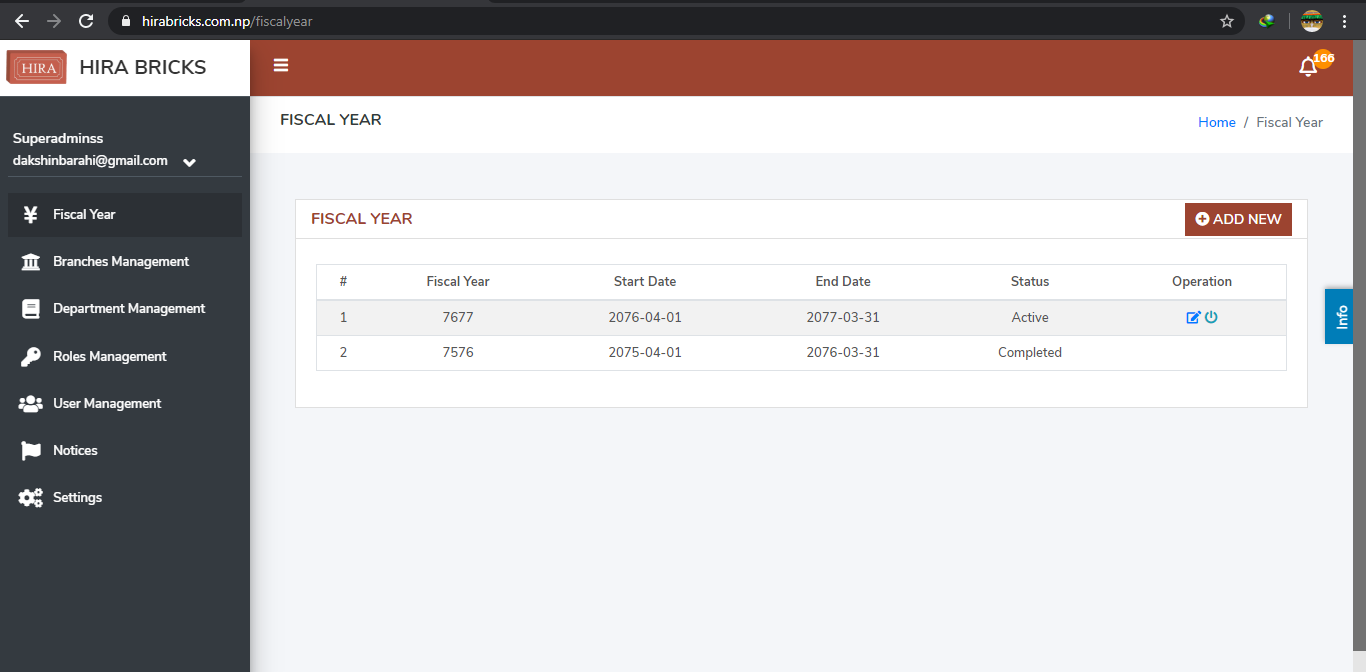 hirabricks.com.np/fiscalyear
HIRA HIRA BRICKS
166
Superadminss
dakshinbarahi@gmail.com
Fiscal Year
Branches Management
Department Management
Roles Management
User Management
Notices
Settings
FISCAL YEAR
Home / Fiscal Year
FISCAL YEAR
ADD NEW
# Fiscal Year Start Date End Date Status Operation
1 7677 2076-04-01 2077-03-31 Active
2 7576 2075-04-01 2076-03-31 Completed
Info